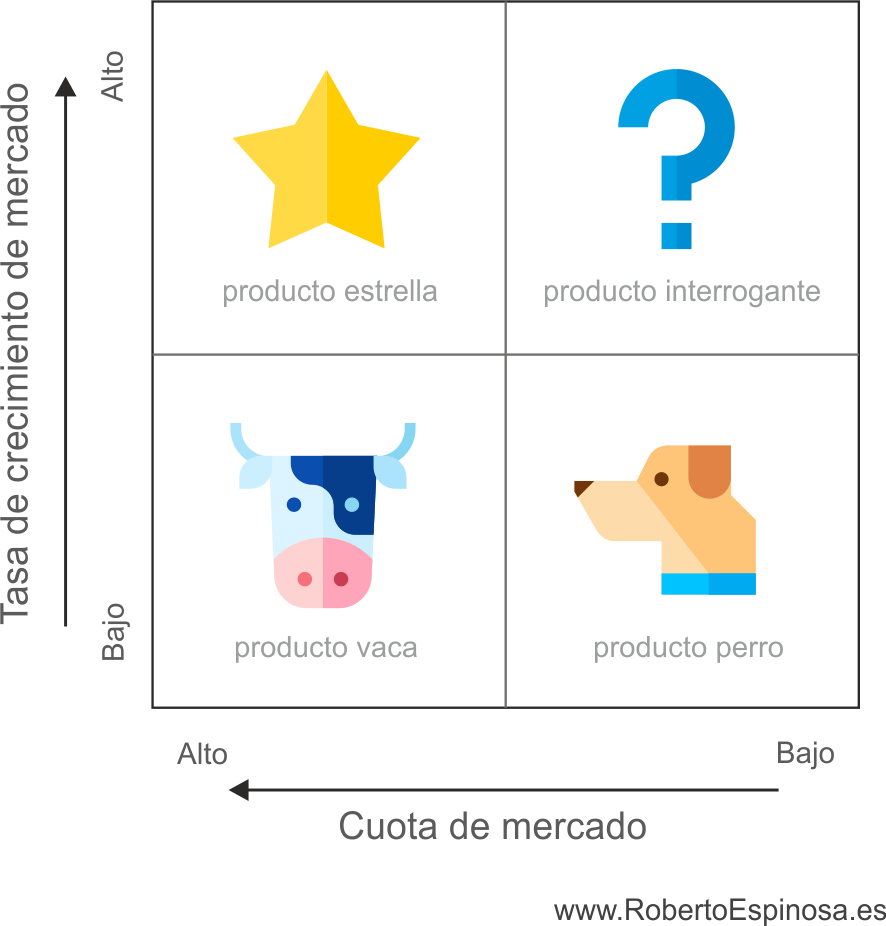 Tasa de crecimiento de mercado
Alto
Bajo
producto estrella
producto interrogante
producto vaca
producto perro
Alto
Bajo
Cuota de mercado
www.RobertoEspinosa.es